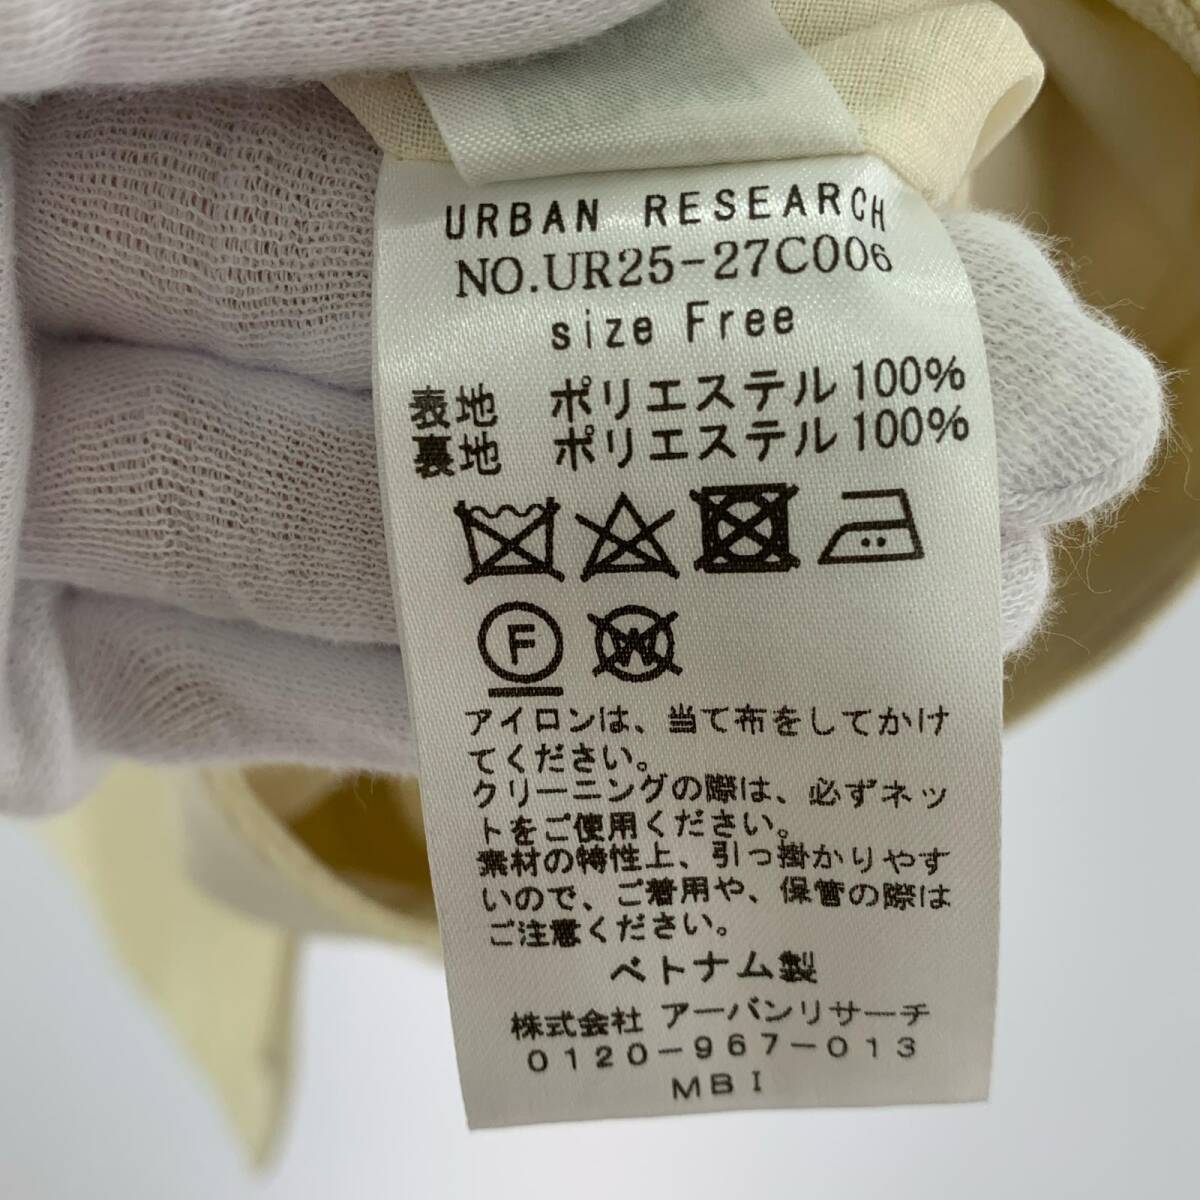 URBAN RESEARCH
NO.UR25-27C006
size Free
表地 ポリエステル100%
裏地 ポリエステル100%
F W
アイロンは、当て布をしてかけ
てください。
クリーニングの際は、必ずネッ
トをご使用ください。
素材の特性上、引っ掛かりやす
いので、ご着用や、保管の際は
ご注意ください。
ベトナム製
株式会社 アーバンリサーチ
0120-967-013
MBI